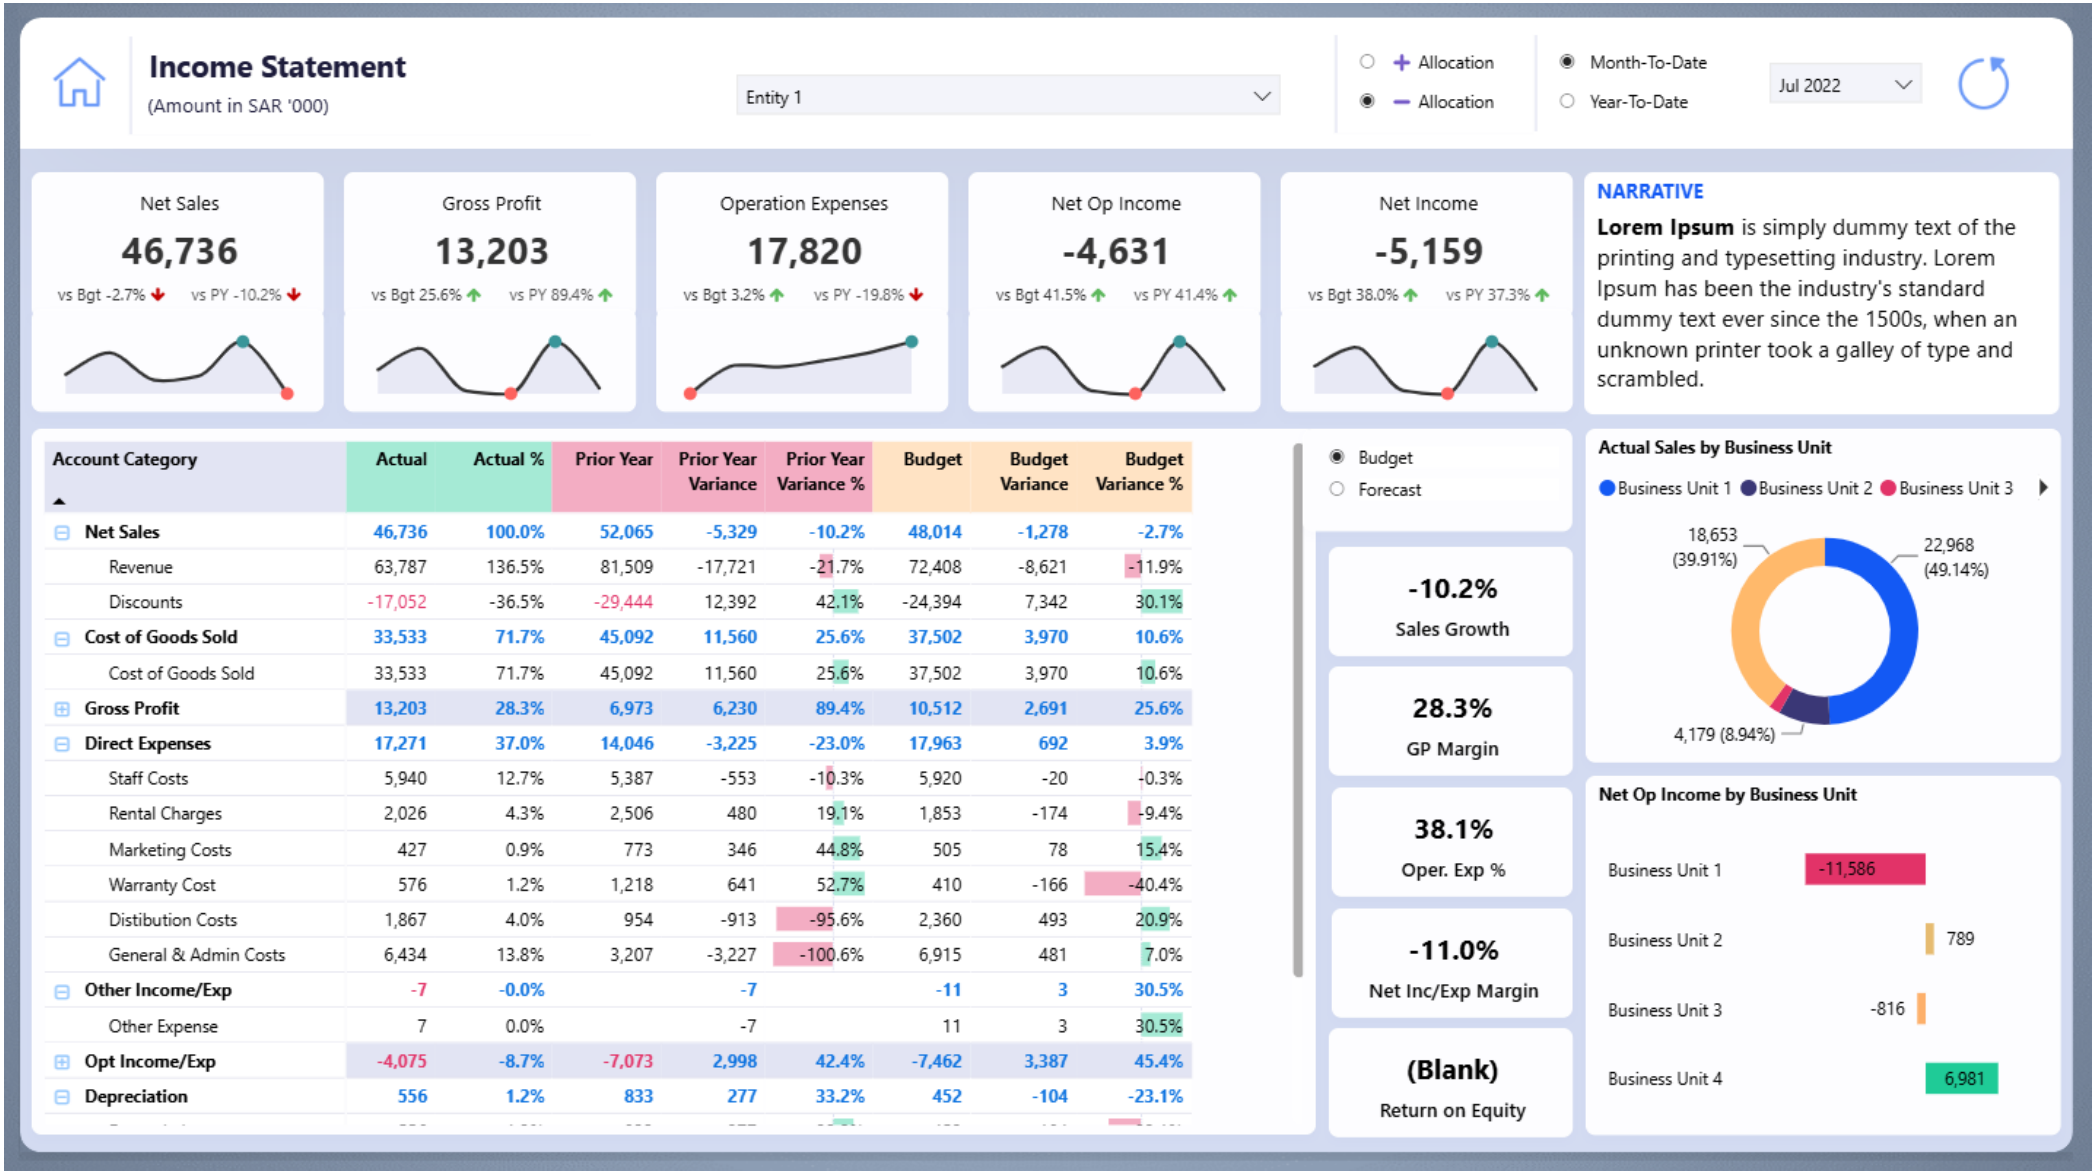 Income Statement
(Amount in SAR '000)
Entity 1
+ Allocation
− Allocation
Month-To-Date
Year-To-Date
Jul 2022
Net Sales
46,736
vs Bgt -2.7% vs PY -10.2%
Gross Profit
13,203
vs Bgt 25.6% vs PY 89.4%
Operation Expenses
17,820
vs Bgt 3.2% vs PY -19.8%
Net Op Income
-4,631
vs Bgt 41.5% vs PY 41.4%
Net Income
-5,159
vs Bgt 38.0% vs PY 37.3%
NARRATIVE
Lorem Ipsum is simply dummy text of the
printing and typesetting industry. Lorem
Ipsum has been the industry's standard
dummy text ever since the 1500s, when an
unknown printer took a galley of type and
scrambled.
Account Category Actual Actual % Prior Year Prior Year Variance Prior Year Variance % Budget Budget Variance Budget Variance %
Net Sales 46,736 100.0% 52,065 -5,329 -10.2% 48,014 -1,278 -2.7%
Revenue 63,787 136.5% 81,509 -17,721 -21.7% 72,408 -8,621 -11.9%
Discounts -17,052 -36.5% -29,444 12,392 42.1% -24,394 7,342 30.1%
Cost of Goods Sold 33,533 71.7% 45,092 11,560 25.6% 37,502 3,970 10.6%
Cost of Goods Sold 33,533 71.7% 45,092 11,560 25.6% 37,502 3,970 10.6%
Gross Profit 13,203 28.3% 6,973 6,230 89.4% 10,512 2,691 25.6%
Direct Expenses 17,271 37.0% 14,046 -3,225 -23.0% 17,963 692 3.9%
Staff Costs 5,940 12.7% 5,387 -553 -10.3% 5,920 -20 -0.3%
Rental Charges 2,026 4.3% 2,506 480 19.1% 1,853 -174 -9.4%
Marketing Costs 427 0.9% 773 346 44.8% 505 78 15.4%
Warranty Cost 576 1.2% 1,218 641 52.7% 410 -166 -40.4%
Distibution Costs 1,867 4.0% 954 -913 -95.6% 2,360 493 20.9%
General & Admin Costs 6,434 13.8% 3,207 -3,227 -100.6% 6,915 481 7.0%
Other Income/Exp -7 -0.0% -7 -11 3 30.5%
Other Expense 7 0.0% -7 11 3 30.5%
Opt Income/Exp -4,075 -8.7% -7,073 2,998 42.4% -7,462 3,387 45.4%
Depreciation 556 1.2% 833 277 33.2% 452 -104 -23.1%
Budget
Forecast
-10.2%
Sales Growth
28.3%
GP Margin
38.1%
Oper. Exp %
-11.0%
Net Inc/Exp Margin
(Blank)
Return on Equity
Actual Sales by Business Unit
Business Unit 1 Business Unit 2 Business Unit 3
18,653
(39.91%)
22,968
(49.14%)
4,179 (8.94%)
Net Op Income by Business Unit
Business Unit 1 -11,586
Business Unit 2 789
Business Unit 3 -816
Business Unit 4 6,981